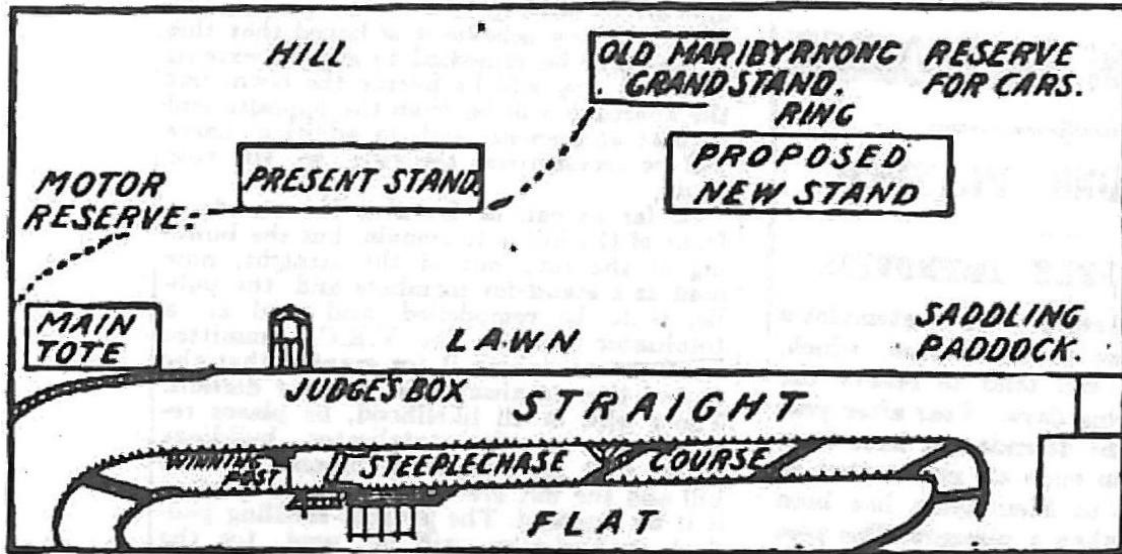 HILL
OLD MARIBYRNONG
GRANDSTAND.
RESERVE
FOR CARS.
RING
PROPOSED
NEW STAND
PRESENT STAND.
MOTOR
RESERVE:
MAIN
TOTE
LAWN
SADDLING
PADDOCK.
JUDGE'S BOX
STRAIGHT
WINNING
POST.
STEEPLECHASE COURSE
FLAT